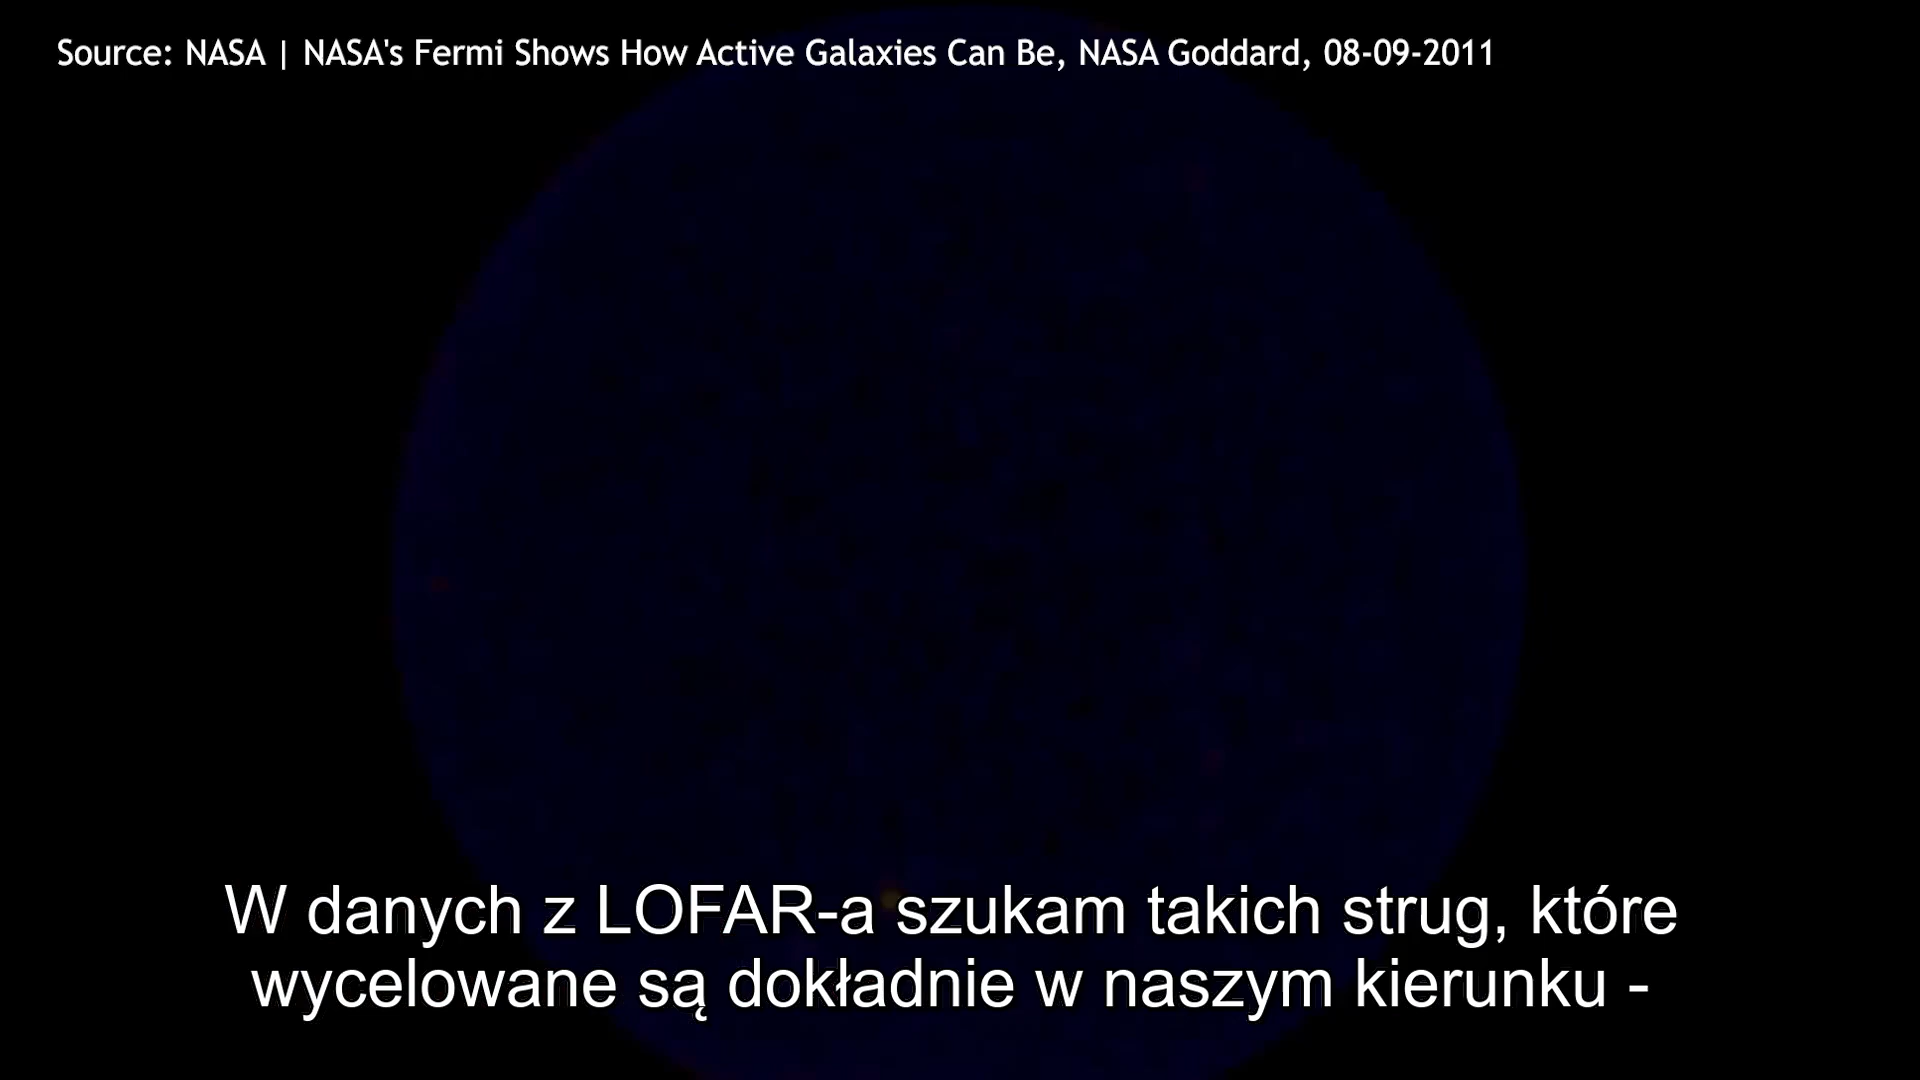 Source: NASA | NASA's Fermi Shows How Active Galaxies Can Be, NASA Goddard, 08-09-2011
W danych z LOFAR-a szukam takich strug, które
wycelowane są dokładnie w naszym kierunku -